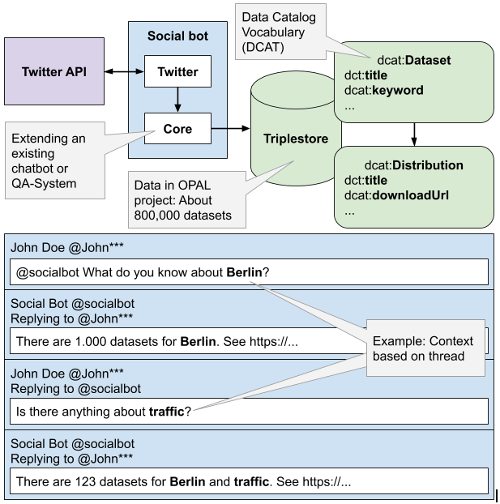 Social bot
Data Catalog
Vocabulary
(DCAT)
Twitter API
Twitter
Core
Extending an
existing
chatbot or
QA-System
Triplestore
Data in OPAL
project: About
800,000 datasets
dcat:Dataset
dct:title
dcat:keyword
...
dcat:Distribution
dct:title
dcat:downloadUrl
...
John Doe @John***
@socialbot What do you know about Berlin?
Social Bot @socialbot
Replying to @John***
There are 1.000 datasets for Berlin. See https://...
Example: Context
based on thread
John Doe @John***
Replying to @socialbot
Is there anything about traffic?
Social Bot @socialbot
Replying to @John***
There are 123 datasets for Berlin and traffic. See https://...